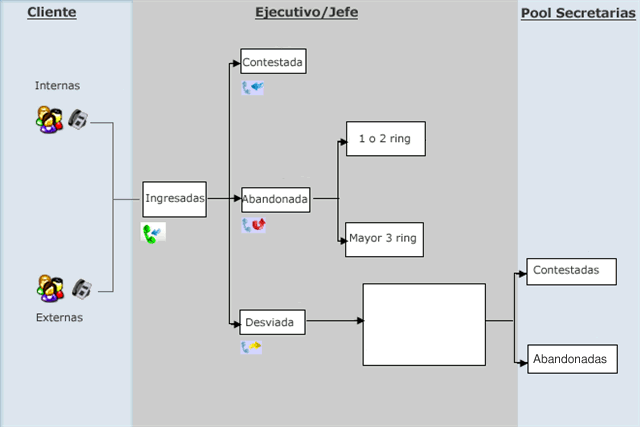 Cliente
Ejecutivo/Jefe
Pool Secretarias
Internas
Contestada
1 o 2 ring
Ingresadas
Abandonada
Mayor 3 ring
Contestadas
Externas
Desviada
Abandonadas